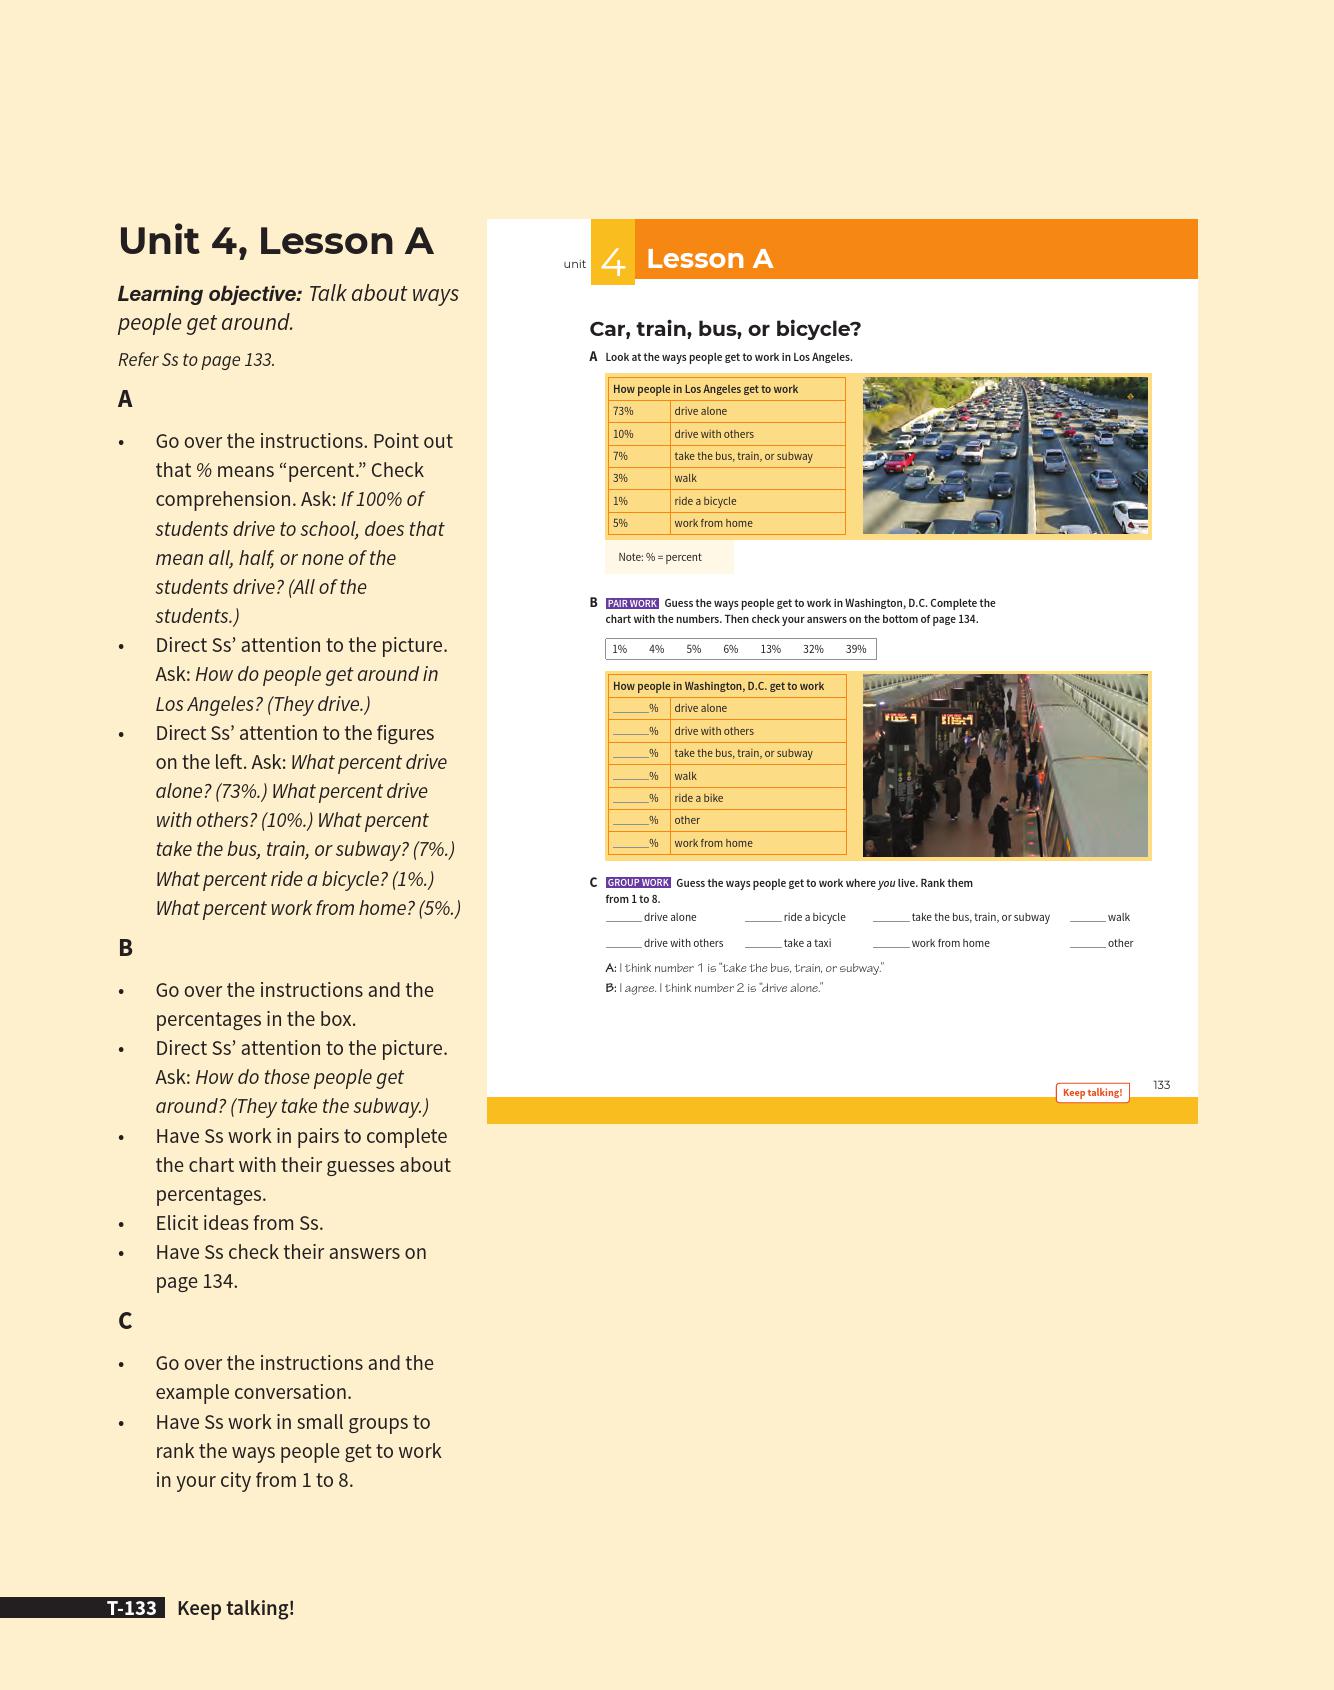 Unit 4, Lesson A
Learning objective: Talk about ways
people get around.
Refer Ss to page 133.
A
• Go over the instructions. Point out
that % means “percent.” Check
comprehension. Ask: If 100% of
students drive to school, does that
mean all, half, or none of the
students drive? (All of the
students.)
• Direct Ss’ attention to the picture.
Ask: How do people get around in
Los Angeles? (They drive.)
• Direct Ss’ attention to the figures
on the left. Ask: What percent drive
alone? (73%.) What percent drive
with others? (10%.) What percent
take the bus, train, or subway? (7%.)
What percent ride a bicycle? (1%.)
What percent work from home? (5%.)
B
• Go over the instructions and the
percentages in the box.
• Direct Ss’ attention to the picture.
Ask: How do those people get
around? (They take the subway.)
• Have Ss work in pairs to complete
the chart with their guesses about
percentages.
• Elicit ideas from Ss.
• Have Ss check their answers on
page 134.
C
• Go over the instructions and the
example conversation.
• Have Ss work in small groups to
rank the ways people get to work
in your city from 1 to 8.
unit 4 Lesson A
Car, train, bus, or bicycle?
A Look at the ways people get to work in Los Angeles.
How people in Los Angeles get to work
73% drive alone
10% drive with others
7% take the bus, train, or subway
3% walk
1% ride a bicycle
5% work from home
Note: % = percent
B PAIR WORK Guess the ways people get to work in Washington, D.C. Complete the
chart with the numbers. Then check your answers on the bottom of page 134.
1% 4% 5% 6% 13% 32% 39%
How people in Washington, D.C. get to work
______% drive alone
______% drive with others
______% take the bus, train, or subway
______% walk
______% ride a bike
______% other
______% work from home
C GROUP WORK Guess the ways people get to work where you live. Rank them
from 1 to 8.
______ drive alone ______ ride a bicycle ______ take the bus, train, or subway ______ walk
______ drive with others ______ take a taxi ______ work from home ______ other
A: I think number 1 is “take the bus, train, or subway.”
B: I agree. I think number 2 is “drive alone.”
Keep talking! 133
T-133 Keep talking!